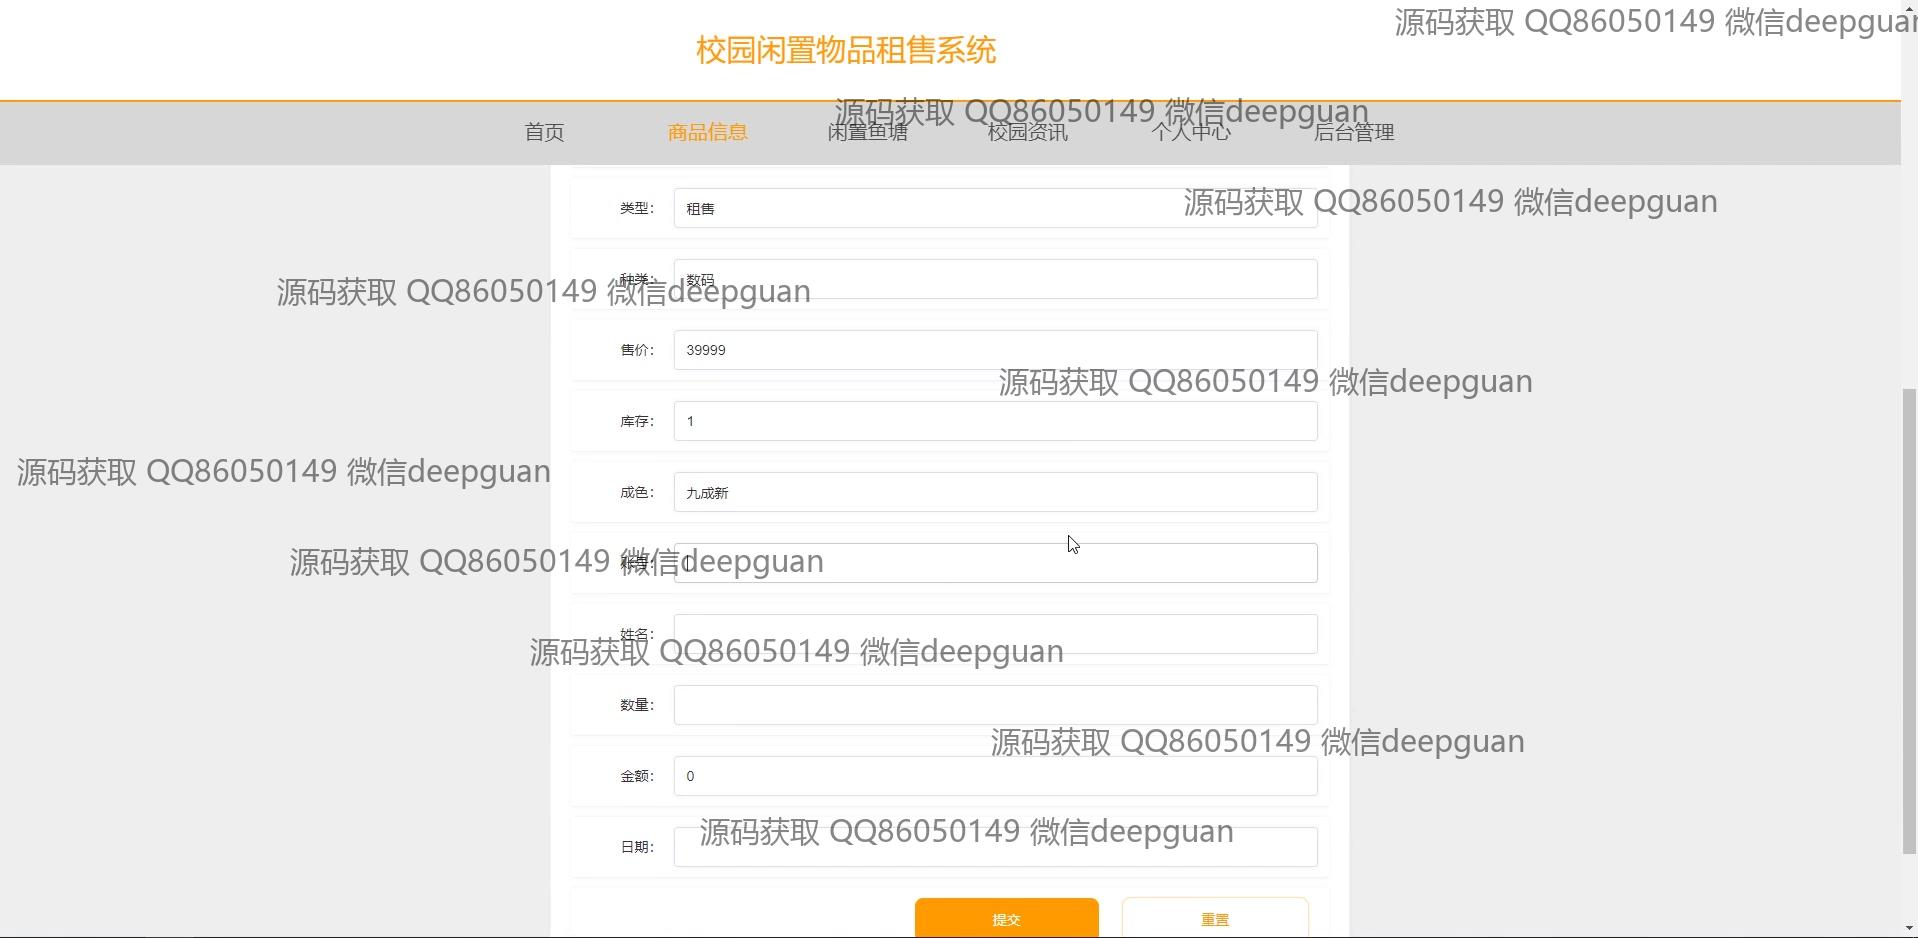 源码获取 QQ86050149 微信deepguan
校园闲置物品租售系统
源码获取 QQ86050149 微信deepguan
首页 商品信息 闲置鱼塘 校园资讯 个人中心 后台管理
源码获取 QQ86050149 微信deepguan
类型： 租售
种类： 数码
源码获取 QQ86050149 微信deepguan
售价： 39999
源码获取 QQ86050149 微信deepguan
库存： 1
源码获取 QQ86050149 微信deepguan
成色： 九成新
源码获取 QQ86050149 微信deepguan
姓名：
源码获取 QQ86050149 微信deepguan
数量：
源码获取 QQ86050149 微信deepguan
金额： 0
源码获取 QQ86050149 微信deepguan
日期：
提交 重置